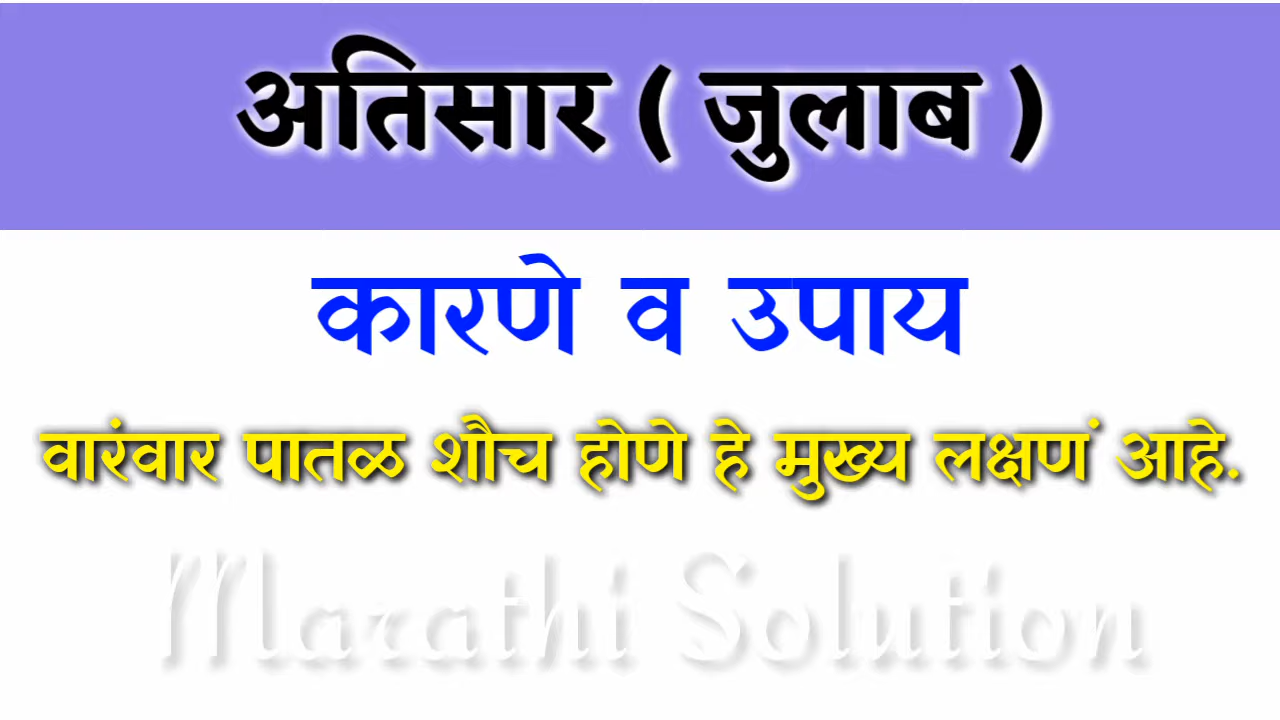 अतिसार ( जुलाब )
कारणे व उपाय
वारंवार पातळ शौच होणे हे मुख्य लक्षणं आहे.
Marathi Solution